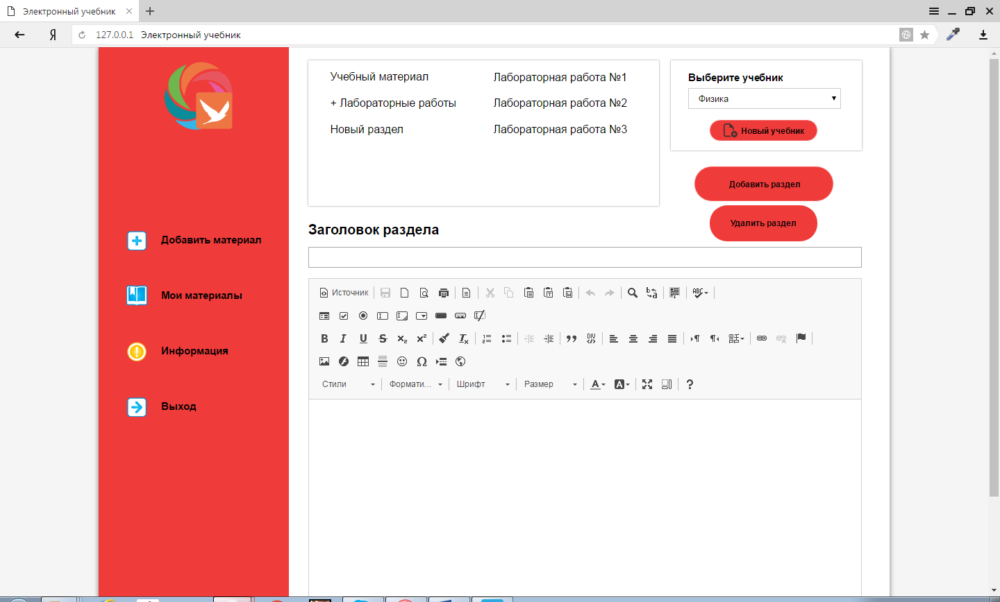 Электронный учебник
Я
127.0.0.1 Электронный учебник
Учебный материал
Лабораторная работа №1
+ Лабораторные работы
Лабораторная работа №2
Новый раздел
Лабораторная работа №3
Выберите учебник
Физика
Новый учебник
Добавить раздел
Удалить раздел
Добавить материал
Мои материалы
Информация
Выход
Заголовок раздела
Источник
Стили
Формати...
Шрифт
Размер